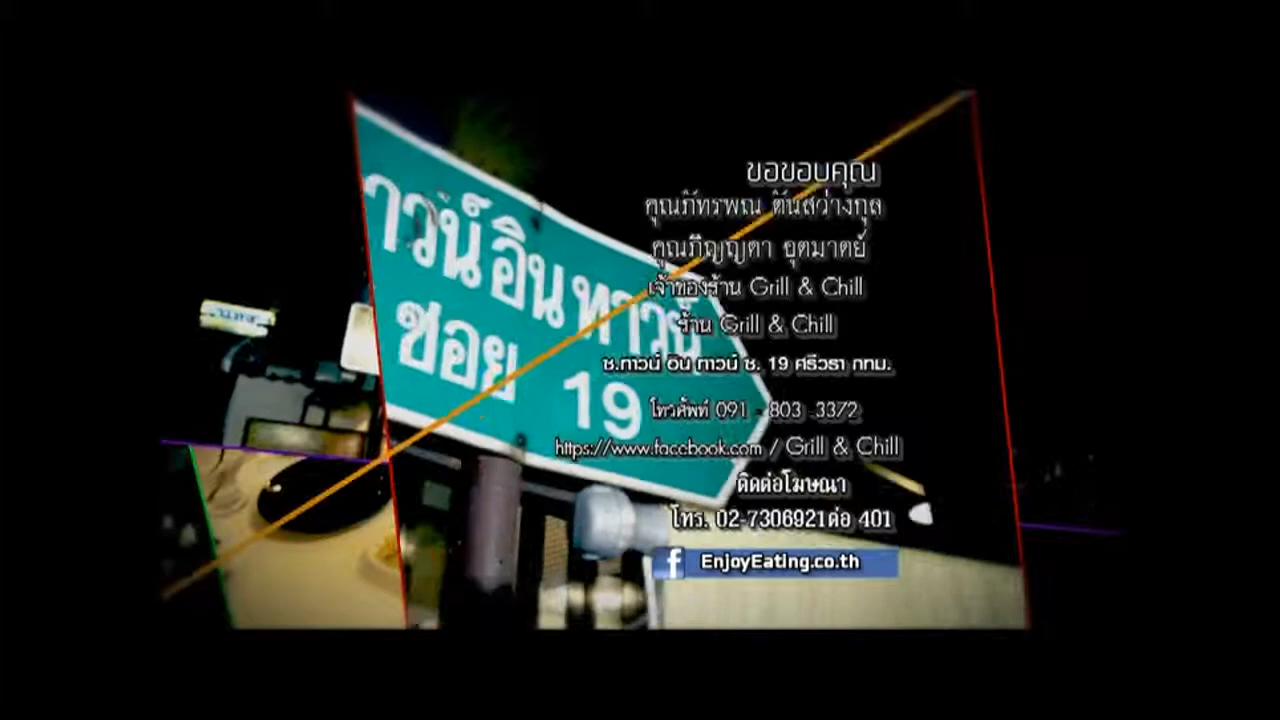 าวน์อินทาวน์
ซอย 19
ขอขอบคุณ
คุณภัทรพณ ตันสว่างกุล
คุณภิญญดา อุตมาตย์
เจ้าของร้าน Grill & Chill
ร้าน Grill & Chill
ซ.ทาวน์ อิน ทาวน์ ซ. 19 ศรีวรา กทม.
โทรศัพท์ 091 - 803 -3372
https://www.facebook.com / Grill & Chill
ติดต่อโฆษณา
โทร. 02-7306921ต่อ 401
f EnjoyEating.co.th